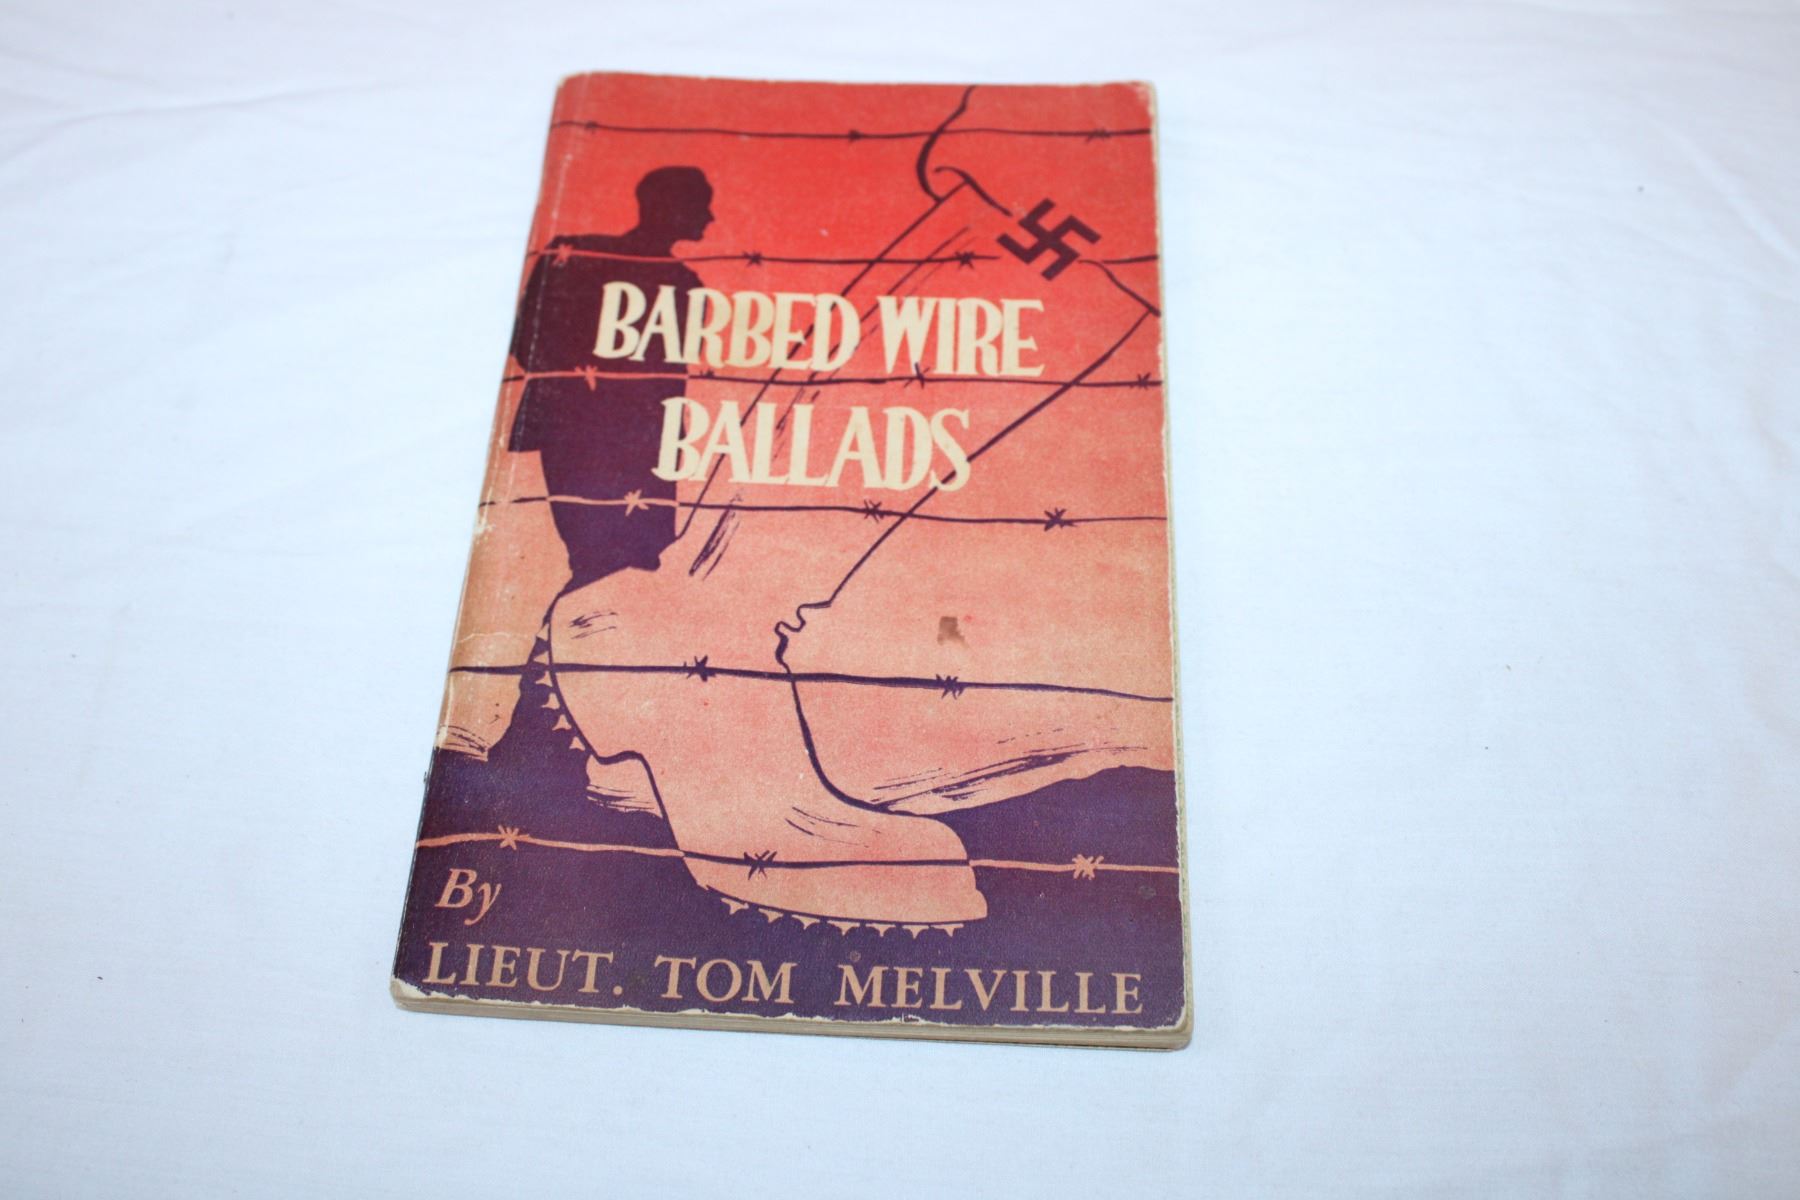 BARBED WIRE
BALLADS
By
LIEUT. TOM MELVILLE